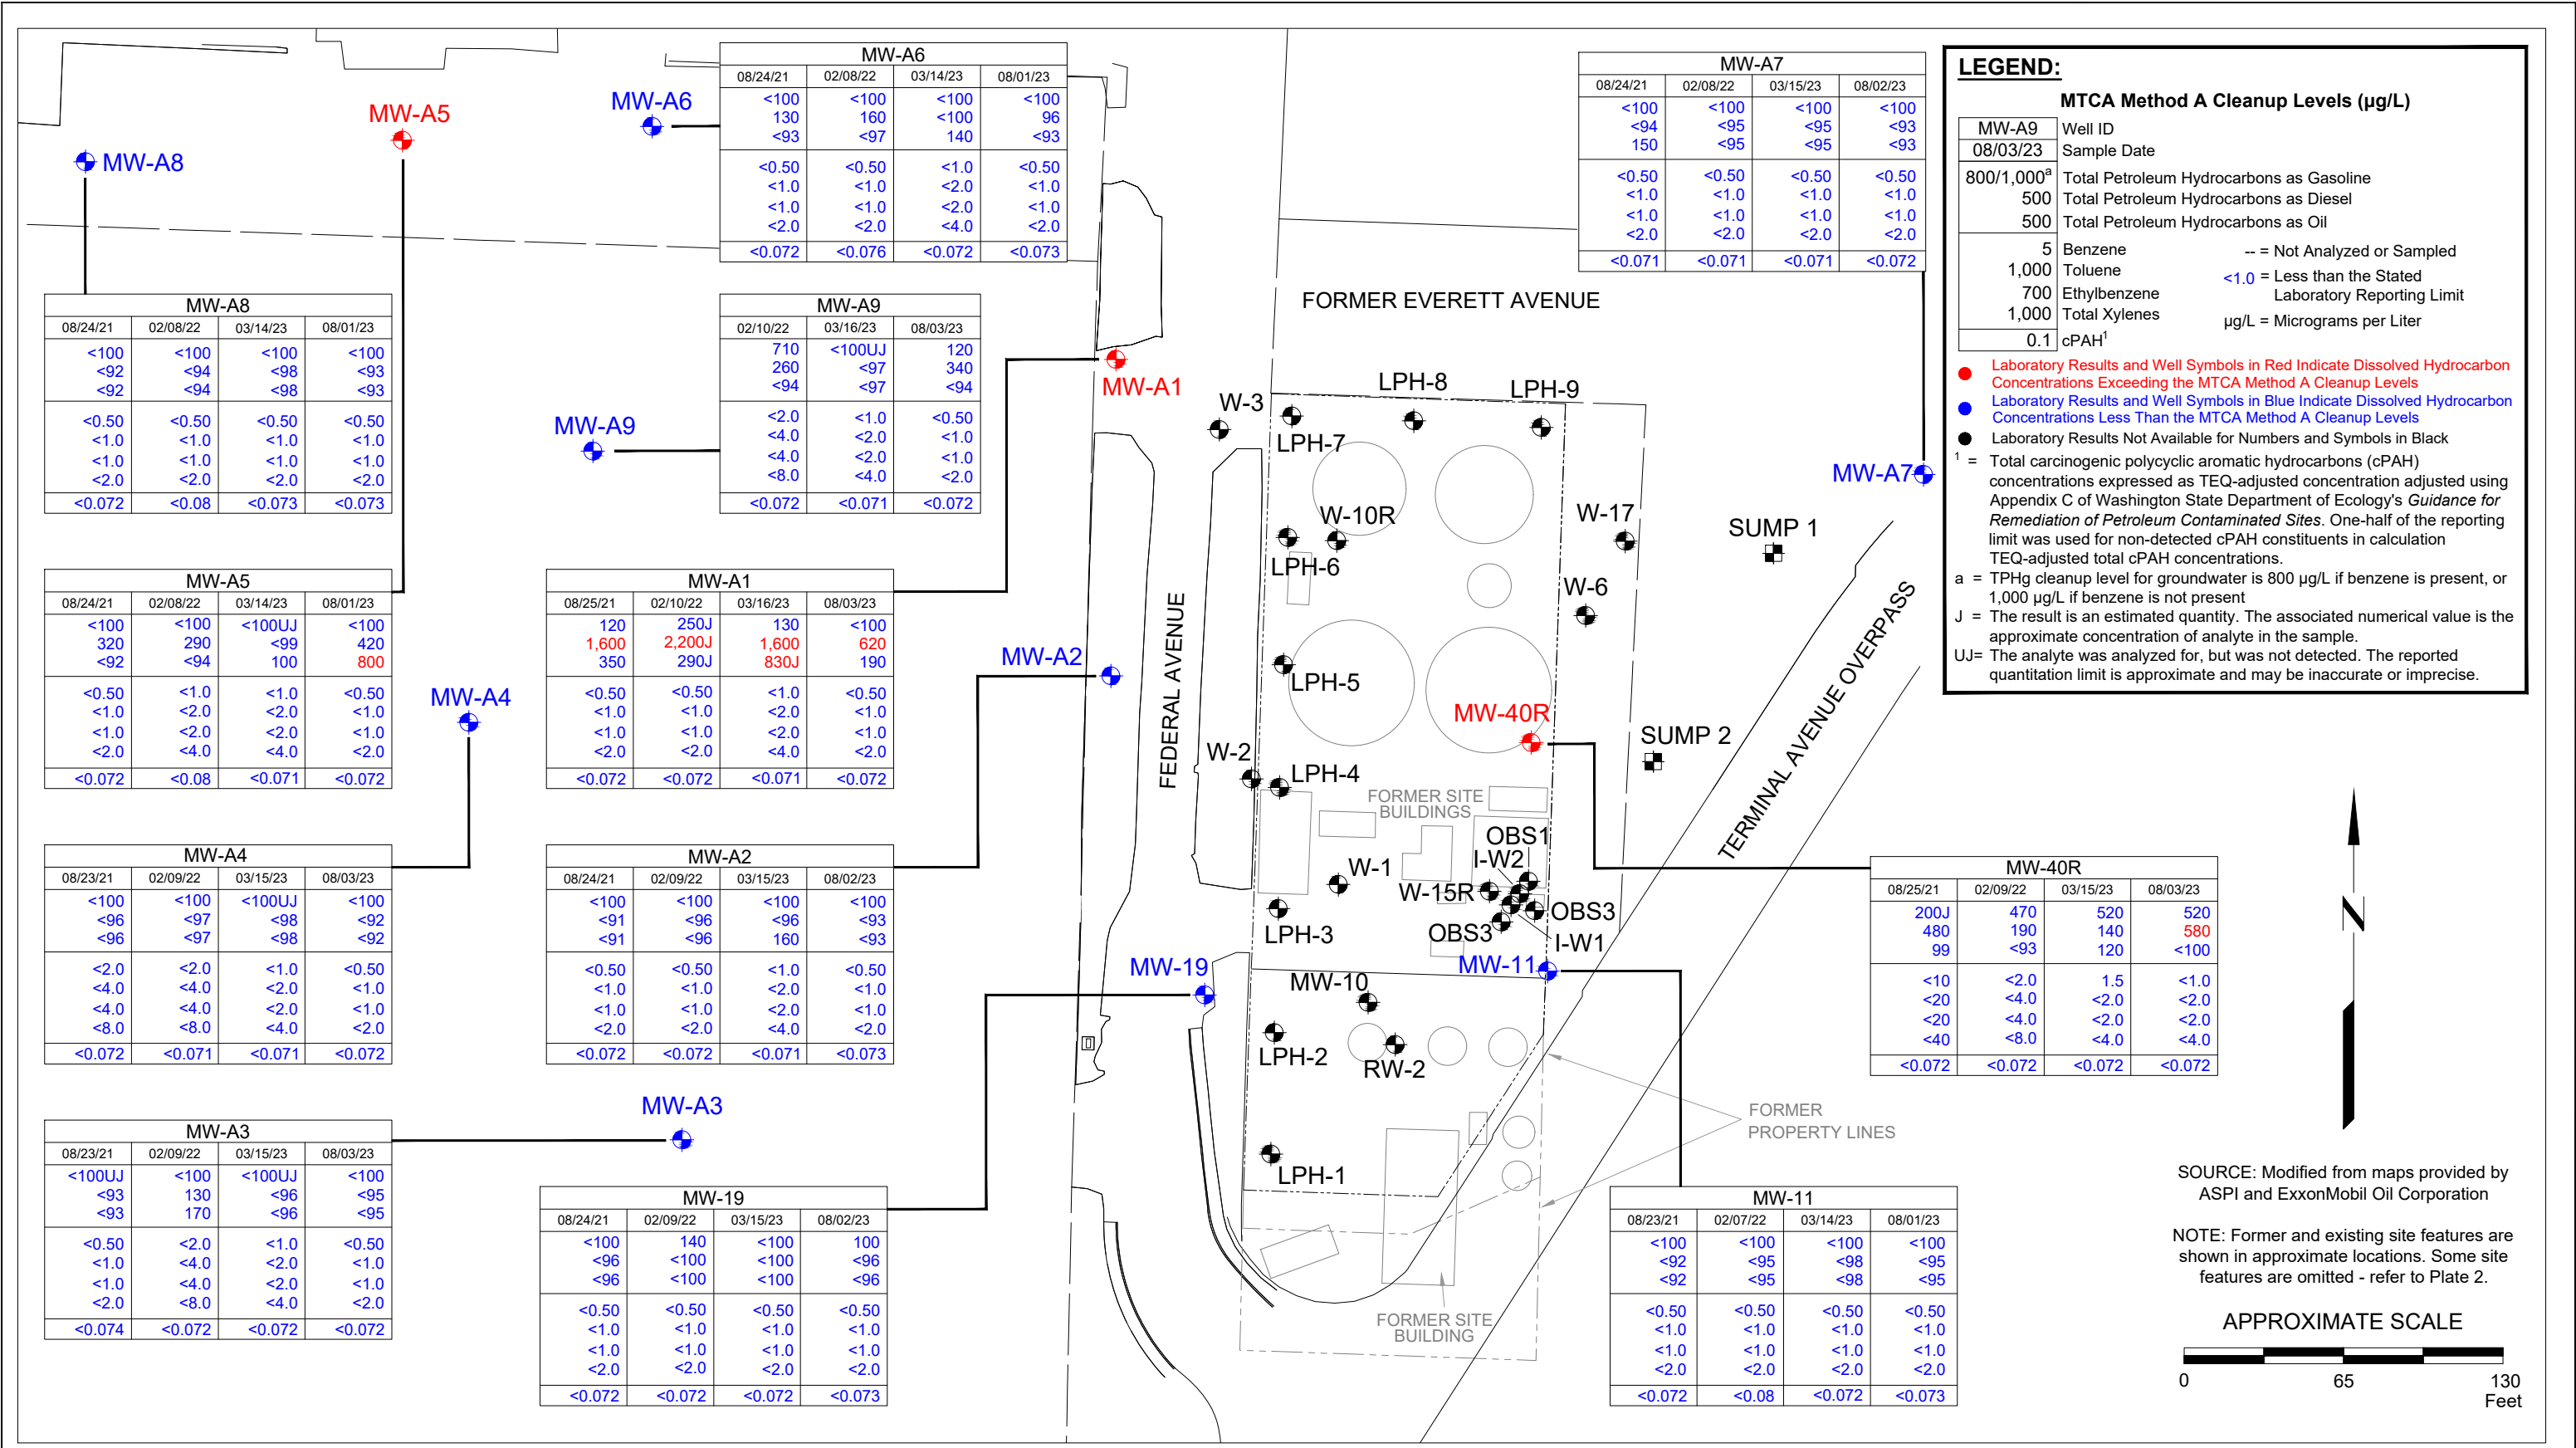 MW-A6
08/24/21 02/08/22 03/14/23 08/01/23
<100 <100 <100 <100
130 160 <100 96
<93 <97 140 <93
<0.50 <0.50 <1.0 <0.50
<1.0 <1.0 <2.0 <1.0
<1.0 <1.0 <2.0 <1.0
<2.0 <2.0 <4.0 <2.0
<0.072 <0.076 <0.072 <0.073
MW-A7
08/24/21 02/08/22 03/15/23 08/02/23
<100 <100 <100 <100
<94 <95 <95 <93
150 <95 <95 <93
<0.50 <0.50 <0.50 <0.50
<1.0 <1.0 <1.0 <1.0
<1.0 <1.0 <1.0 <1.0
<2.0 <2.0 <2.0 <2.0
<0.071 <0.071 <0.071 <0.072
LEGEND:
MTCA Method A Cleanup Levels (µg/L)
MW-A9 Well ID
08/03/23 Sample Date
800/1,000a Total Petroleum Hydrocarbons as Gasoline
500 Total Petroleum Hydrocarbons as Diesel
500 Total Petroleum Hydrocarbons as Oil
5 Benzene
1,000 Toluene
700 Ethylbenzene
1,000 Total Xylenes
0.1 cPAH1
-- = Not Analyzed or Sampled
<1.0 = Less than the Stated
Laboratory Reporting Limit
µg/L = Micrograms per Liter
Laboratory Results and Well Symbols in Red Indicate Dissolved Hydrocarbon
Concentrations Exceeding the MTCA Method A Cleanup Levels
Laboratory Results and Well Symbols in Blue Indicate Dissolved Hydrocarbon
Concentrations Less Than the MTCA Method A Cleanup Levels
Laboratory Results Not Available for Numbers and Symbols in Black
1 = Total carcinogenic polycyclic aromatic hydrocarbons (cPAH)
concentrations expressed as TEQ-adjusted concentration adjusted using
Appendix C of Washington State Department of Ecology's Guidance for
Remediation of Petroleum Contaminated Sites. One-half of the reporting
limit was used for non-detected cPAH constituents in calculation
TEQ-adjusted total cPAH concentrations.
a = TPHg cleanup level for groundwater is 800 µg/L if benzene is present, or
1,000 µg/L if benzene is not present
J = The result is an estimated quantity. The associated numerical value is the
approximate concentration of analyte in the sample.
UJ= The analyte was analyzed for, but was not detected. The reported
quantitation limit is approximate and may be inaccurate or imprecise.
MW-A6
MW-A5
MW-A8
MW-A8
08/24/21 02/08/22 03/14/23 08/01/23
<100 <100 <100 <100
<92 <94 <98 <93
<92 <94 <98 <93
<0.50 <0.50 <0.50 <0.50
<1.0 <1.0 <1.0 <1.0
<1.0 <1.0 <1.0 <1.0
<2.0 <2.0 <2.0 <2.0
<0.072 <0.08 <0.073 <0.073
MW-A9
02/10/22 03/16/23 08/03/23
710 <100UJ 120
260 <97 340
<94 <97 <94
<2.0 <1.0 <0.50
<4.0 <2.0 <1.0
<4.0 <2.0 <1.0
<8.0 <4.0 <2.0
<0.072 <0.071 <0.072
FORMER EVERETT AVENUE
MW-A1
MW-A9
W-3
LPH-7
LPH-8
LPH-9
MW-A7
W-10R
LPH-6
W-17
SUMP 1
W-6
MW-A5
08/24/21 02/08/22 03/14/23 08/01/23
<100 <100 <100UJ <100
320 290 <99 420
<92 <94 100 800
<0.50 <1.0 <1.0 <0.50
<1.0 <2.0 <2.0 <1.0
<1.0 <2.0 <2.0 <1.0
<2.0 <4.0 <4.0 <2.0
<0.072 <0.08 <0.071 <0.072
MW-A1
08/25/21 02/10/22 03/16/23 08/03/23
120 250J 130 <100
1,600 2,200J 1,600 620
350 290J 830J 190
<0.50 <0.50 <1.0 <0.50
<1.0 <1.0 <2.0 <1.0
<1.0 <1.0 <2.0 <1.0
<2.0 <2.0 <4.0 <2.0
<0.072 <0.072 <0.071 <0.072
MW-A4
MW-A2
FEDERAL AVENUE
LPH-5
MW-40R
SUMP 2
TERMINAL AVENUE OVERPASS
W-2
LPH-4
FORMER SITE
BUILDINGS
OBS1
I-W2
W-1
W-15R
OBS3
OBS3
I-W1
LPH-3
MW-11
MW-19
MW-10
LPH-2
RW-2
LPH-1
MW-A4
08/23/21 02/09/22 03/15/23 08/03/23
<100 <100 <100UJ <100
<96 <97 <98 <92
<96 <97 <98 <92
<2.0 <2.0 <1.0 <0.50
<4.0 <4.0 <2.0 <1.0
<4.0 <4.0 <2.0 <1.0
<8.0 <8.0 <4.0 <2.0
<0.072 <0.071 <0.071 <0.072
MW-A2
08/24/21 02/09/22 03/15/23 08/02/23
<100 <100 <100 <100
<91 <96 <96 <93
<91 <96 160 <93
<0.50 <0.50 <1.0 <0.50
<1.0 <1.0 <2.0 <1.0
<1.0 <1.0 <2.0 <1.0
<2.0 <2.0 <4.0 <2.0
<0.072 <0.072 <0.071 <0.073
MW-40R
08/25/21 02/09/22 03/15/23 08/03/23
200J 470 520 520
480 190 140 580
99 <93 120 <100
<10 <2.0 1.5 <1.0
<20 <4.0 <2.0 <2.0
<20 <4.0 <2.0 <2.0
<40 <8.0 <4.0 <4.0
<0.072 <0.072 <0.072 <0.072
N
MW-A3
MW-A3
08/23/21 02/09/22 03/15/23 08/03/23
<100UJ <100 <100UJ <100
<93 130 <96 <95
<93 170 <96 <95
<0.50 <2.0 <1.0 <0.50
<1.0 <4.0 <2.0 <1.0
<1.0 <4.0 <2.0 <1.0
<2.0 <8.0 <4.0 <2.0
<0.074 <0.072 <0.072 <0.072
MW-19
08/24/21 02/09/22 03/15/23 08/02/23
<100 140 <100 100
<96 <100 <100 <96
<96 <100 <100 <96
<0.50 <0.50 <0.50 <0.50
<1.0 <1.0 <1.0 <1.0
<1.0 <1.0 <1.0 <1.0
<2.0 <2.0 <2.0 <2.0
<0.072 <0.072 <0.072 <0.073
FORMER
PROPERTY LINES
FORMER SITE
BUILDING
MW-11
08/23/21 02/07/22 03/14/23 08/01/23
<100 <100 <100 <100
<92 <95 <98 <95
<92 <95 <98 <95
<0.50 <0.50 <0.50 <0.50
<1.0 <1.0 <1.0 <1.0
<1.0 <1.0 <1.0 <1.0
<2.0 <2.0 <2.0 <2.0
<0.072 <0.08 <0.072 <0.073
SOURCE: Modified from maps provided by
ASPI and ExxonMobil Oil Corporation
NOTE: Former and existing site features are
shown in approximate locations. Some site
features are omitted - refer to Plate 2.
APPROXIMATE SCALE
0 65 130
Feet